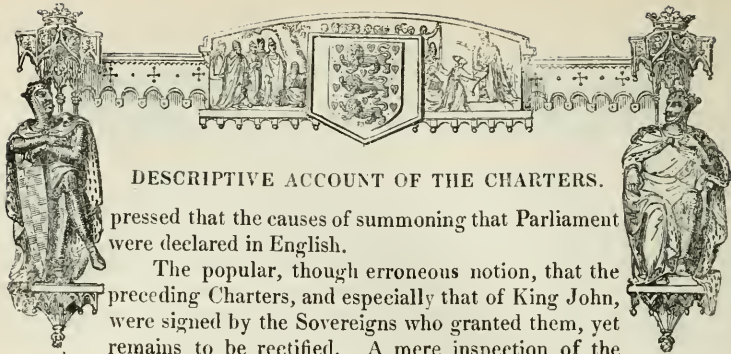 DESCRIPTIVE ACCOUNT OF THE CHARTERS.
pressed that the causes of summoning that Parliament
were declared in English.
The popular, though erroneous notion, that the
preceding Charters, and especially that of King John,
were signed by the Sovereigns who granted them, yet
remains to be rectified. A mere inspection of the